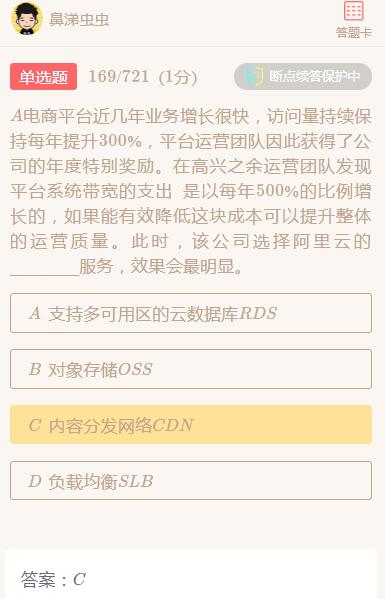 鼻涕虫虫
答题卡
单选题 169/721 (1分) 断点续答保护中
A电商平台近几年业务增长很快，访问量持续保
持每年提升300%，平台运营团队因此获得了公
司的年度特别奖励。在高兴之余运营团队发现
平台系统带宽的支出 是以每年500%的比例增
长的，如果能有效降低这块成本可以提升整体
的运营质量。此时，该公司选择阿里云的
________服务，效果会最明显。
A 支持多可用区的云数据库RDS
B 对象存储OSS
C 内容分发网络CDN
D 负载均衡SLB
答案：C